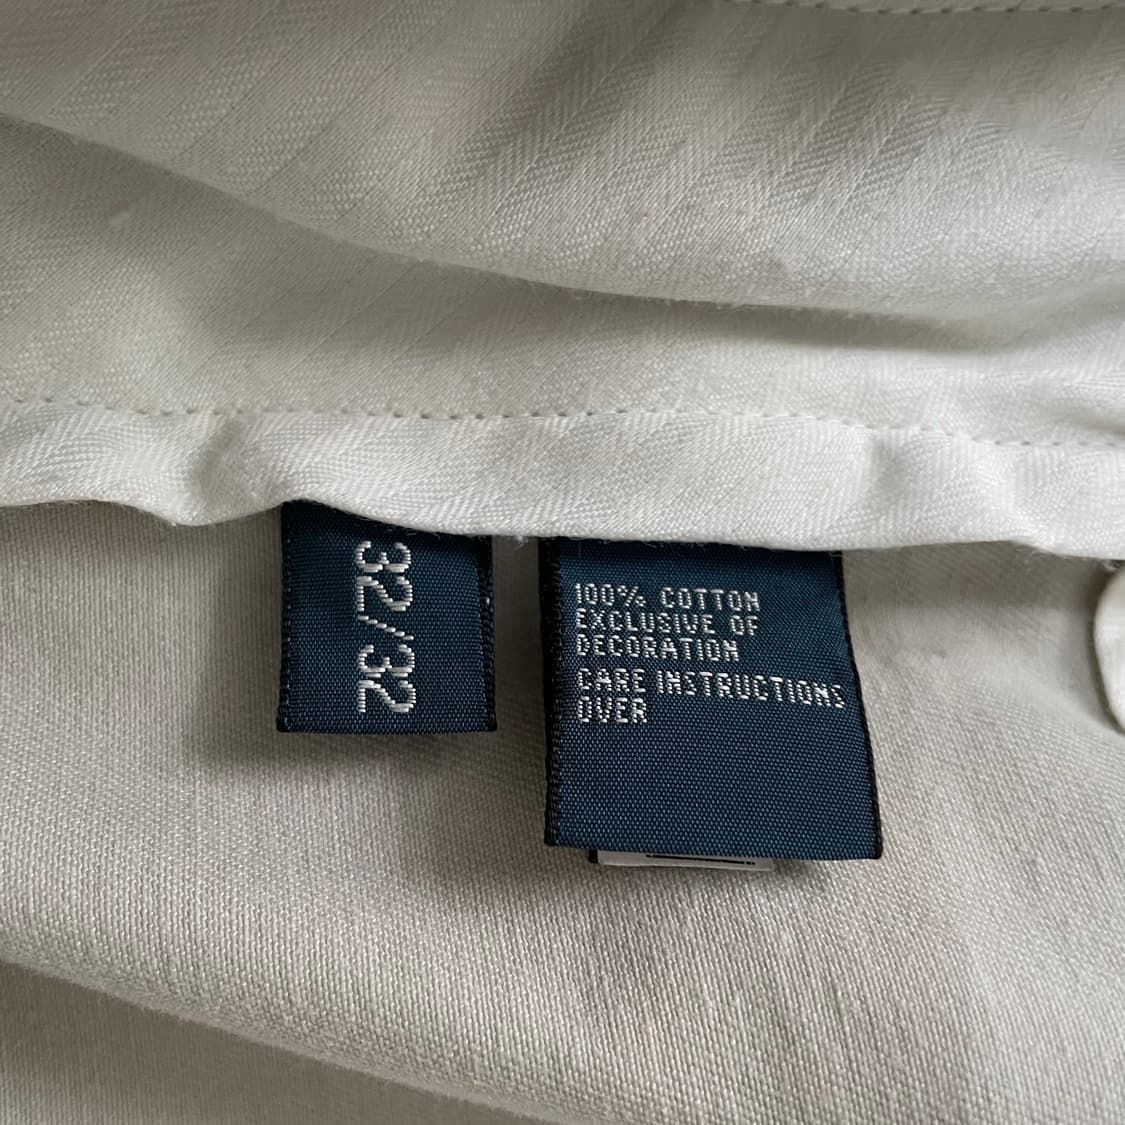 32/32
100% COTTON
EXCLUSIVE OF
DECORATION
CARE INSTRUCTIONS
OVER